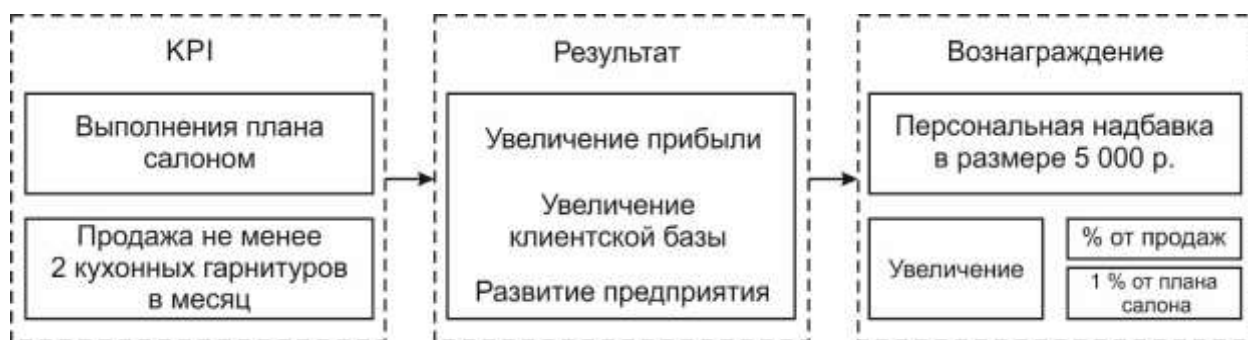 KPI
Выполнения плана
салоном
Продажа не менее
2 кухонных гарнитуров
в месяц
Результат
Увеличение прибыли
Увеличение
клиентской базы
Развитие предприятия
Вознаграждение
Персональная надбавка
в размере 5 000 р.
Увеличение
% от продаж
1 % от плана
салона